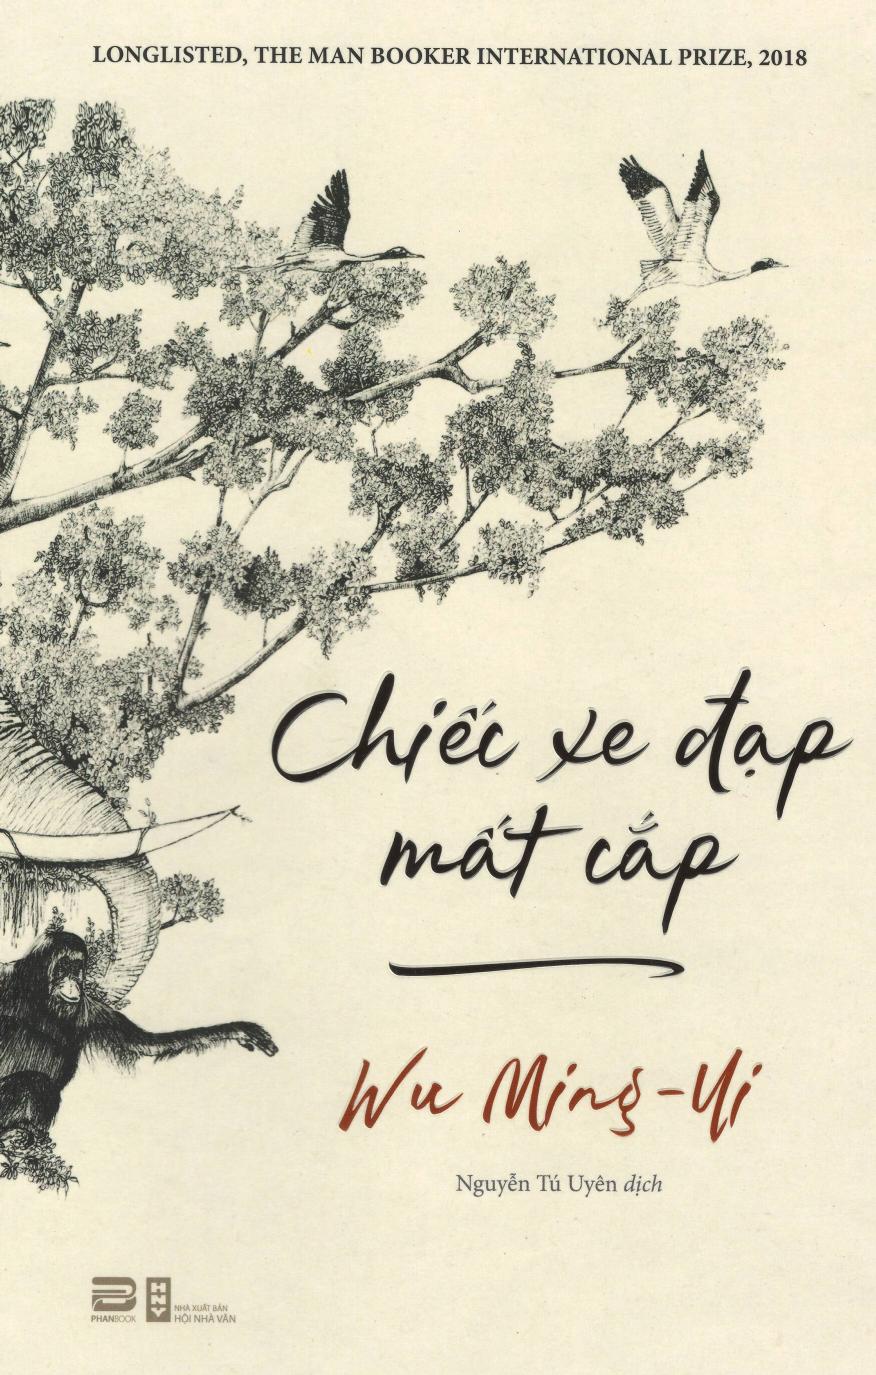 LONGLISTED, THE MAN BOOKER INTERNATIONAL PRIZE, 2018
Chiếc xe đạp
mất cắp
Wu Ming-Yi
Nguyễn Tú Uyên dịch
PHANBOOK
HNV
NHÀ XUẤT BẢN
HỘI NHÀ VĂN